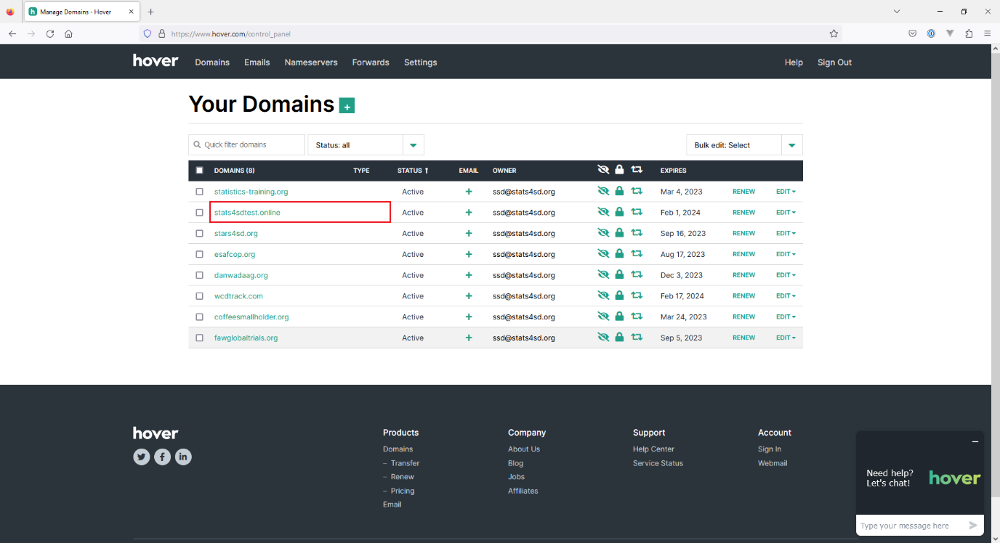 Manage Domains - Hover
https://www.hover.com/control_panel
hover Domains Emails Nameservers Forwards Settings Help Sign Out
Your Domains +
Quick filter domains Status: all Bulk edit: Select
DOMAINS (8) TYPE STATUS ↑ EMAIL OWNER EXPIRES
statistics-training.org Active + ssd@stats4sd.org Mar 4, 2023 RENEW EDIT
stats4sdtest.online Active + ssd@stats4sd.org Feb 1, 2024 RENEW EDIT
stars4sd.org Active + ssd@stats4sd.org Sep 16, 2023 RENEW EDIT
esafcop.org Active + ssd@stats4sd.org Aug 17, 2023 RENEW EDIT
danwadaag.org Active + ssd@stats4sd.org Dec 3, 2023 RENEW EDIT
wcdtrack.com Active + ssd@stats4sd.org Feb 17, 2024 RENEW EDIT
coffeesmallholder.org Active + ssd@stats4sd.org Mar 24, 2023 RENEW EDIT
fawglobaltrials.org Active + ssd@stats4sd.org Sep 5, 2023 RENEW EDIT
hover
Products
Domains
– Transfer
– Renew
– Pricing
Email
Company
About Us
Blog
Jobs
Affiliates
Support
Help Center
Service Status
Account
Sign In
Webmail
Need help?
Let's chat!
hover
Type your message here